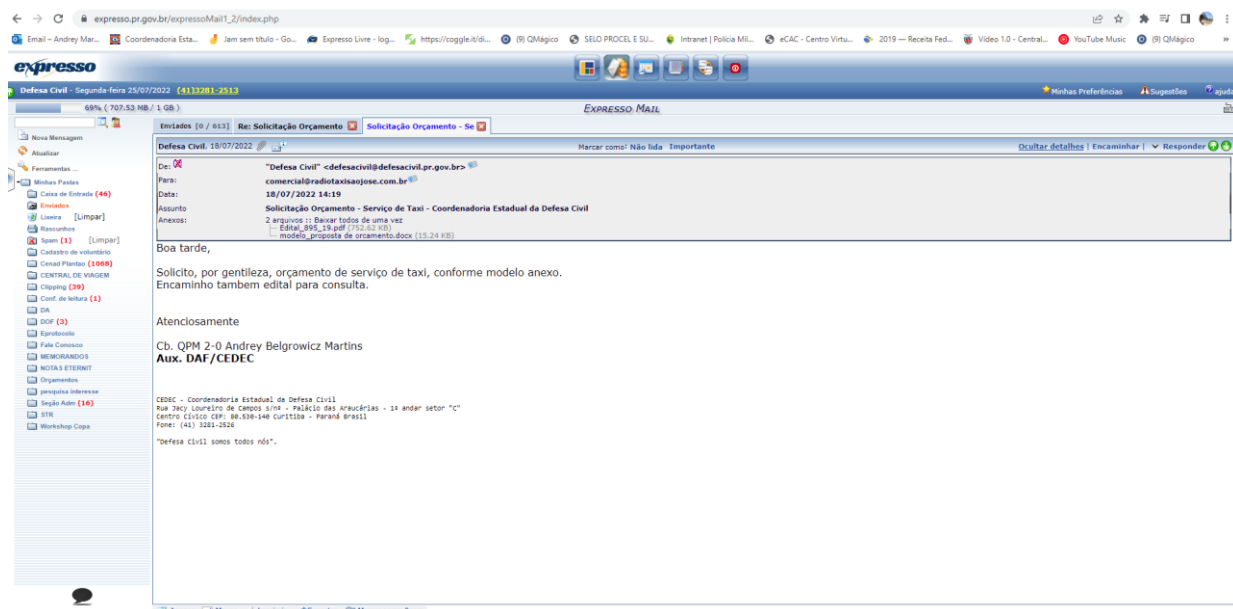 expresso.pr.gov.br/expressoMail1_2/index.php
Email – Andrey Mar... Coordenadoria Esta... Jam sem título - Go... Expresso Livre - log... https://coggle.it/di... (9) QMágico SELO PROCEL E SU... Intranet | Polícia Mil... eCAC - Centro Virtu... 2019 — Receita Fed... Vídeo 1.0 - Central... YouTube Music (9) QMágico »
expresso
Defesa Civil - Segunda-feira 25/07/2022 (41)3281-2513 Minhas Preferências Sugestões ajuda
69% ( 707.53 MB / 1 GB ) EXPRESSO MAIL
Enviados [0 / 613] Re: Solicitação Orçamento Solicitação Orçamento - Se
Nova Mensagem
Atualizar
Ferramentas ...
Minhas Pastas
Caixa de Entrada (46)
Enviados
Lixeira [Limpar]
Rascunhos
Spam (1) [Limpar]
Cadastro de voluntário
Cenad Plantao (1068)
CENTRAL DE VIAGEM
Clipping (39)
Conf. de leitura (1)
DA
DOF (3)
Eprotocolo
Fale Conosco
MEMORANDOS
NOTAS ETERNIT
Orçamentos
pesquisa interesse
Seção Adm (16)
STR
Workshop Copa
Defesa Civil. 18/07/2022 Marcar como: Não lida Importante Ocultar detalhes | Encaminhar | Responder
De: "Defesa Civil" <defesacivil@defesacivil.pr.gov.br>
Para: comercial@radiotaxisaojose.com.br
Data: 18/07/2022 14:19
Assunto Solicitação Orçamento - Serviço de Taxi - Coordenadoria Estadual da Defesa Civil
Anexos: 2 arquivos :: Baixar todos de uma vez
Edital_895_19.pdf (752.62 KB)
modelo_proposta de orcamento.docx (15.24 KB)
Boa tarde,
Solicito, por gentileza, orçamento de serviço de taxi, conforme modelo anexo.
Encaminho tambem edital para consulta.
Atenciosamente
Cb. QPM 2-0 Andrey Belgrowicz Martins
Aux. DAF/CEDEC
CEDEC - Coordenadoria Estadual da Defesa Civil
Rua Jacy Loureiro de Campos s/nº - Palácio das Araucárias - 1º andar setor "C"
Centro Cívico CEP: 80.530-140 Curitiba - Paraná Brasil
Fone: (41) 3281-2526
"Defesa Civil somos todos nós".